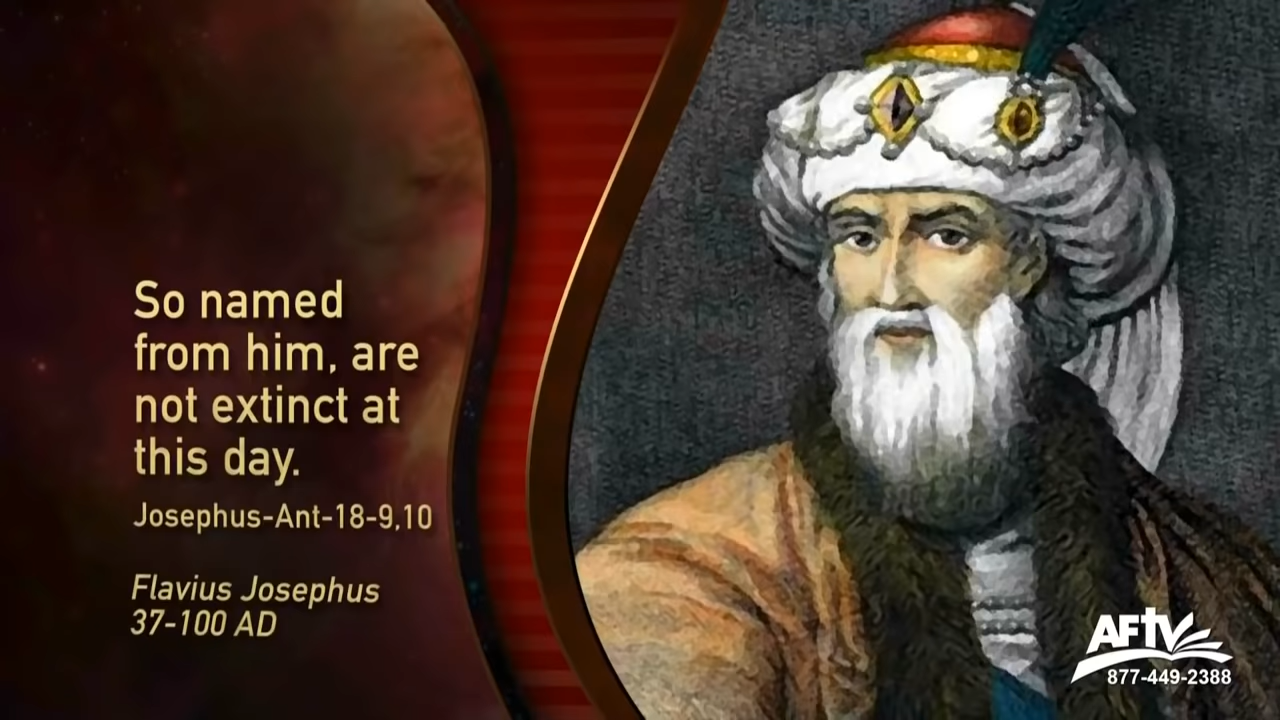 So named
from him, are
not extinct at
this day.
Josephus-Ant-18-9,10
Flavius Josephus
37-100 AD
AFTV
877-449-2388